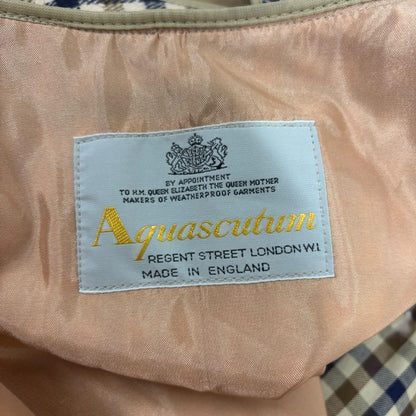 BY APPOINTMENT
TO H.M. QUEEN ELIZABETH THE QUEEN MOTHER
MAKERS OF WEATHERPROOF GARMENTS
Aquascutum
REGENT STREET LONDON W.1
MADE IN ENGLAND